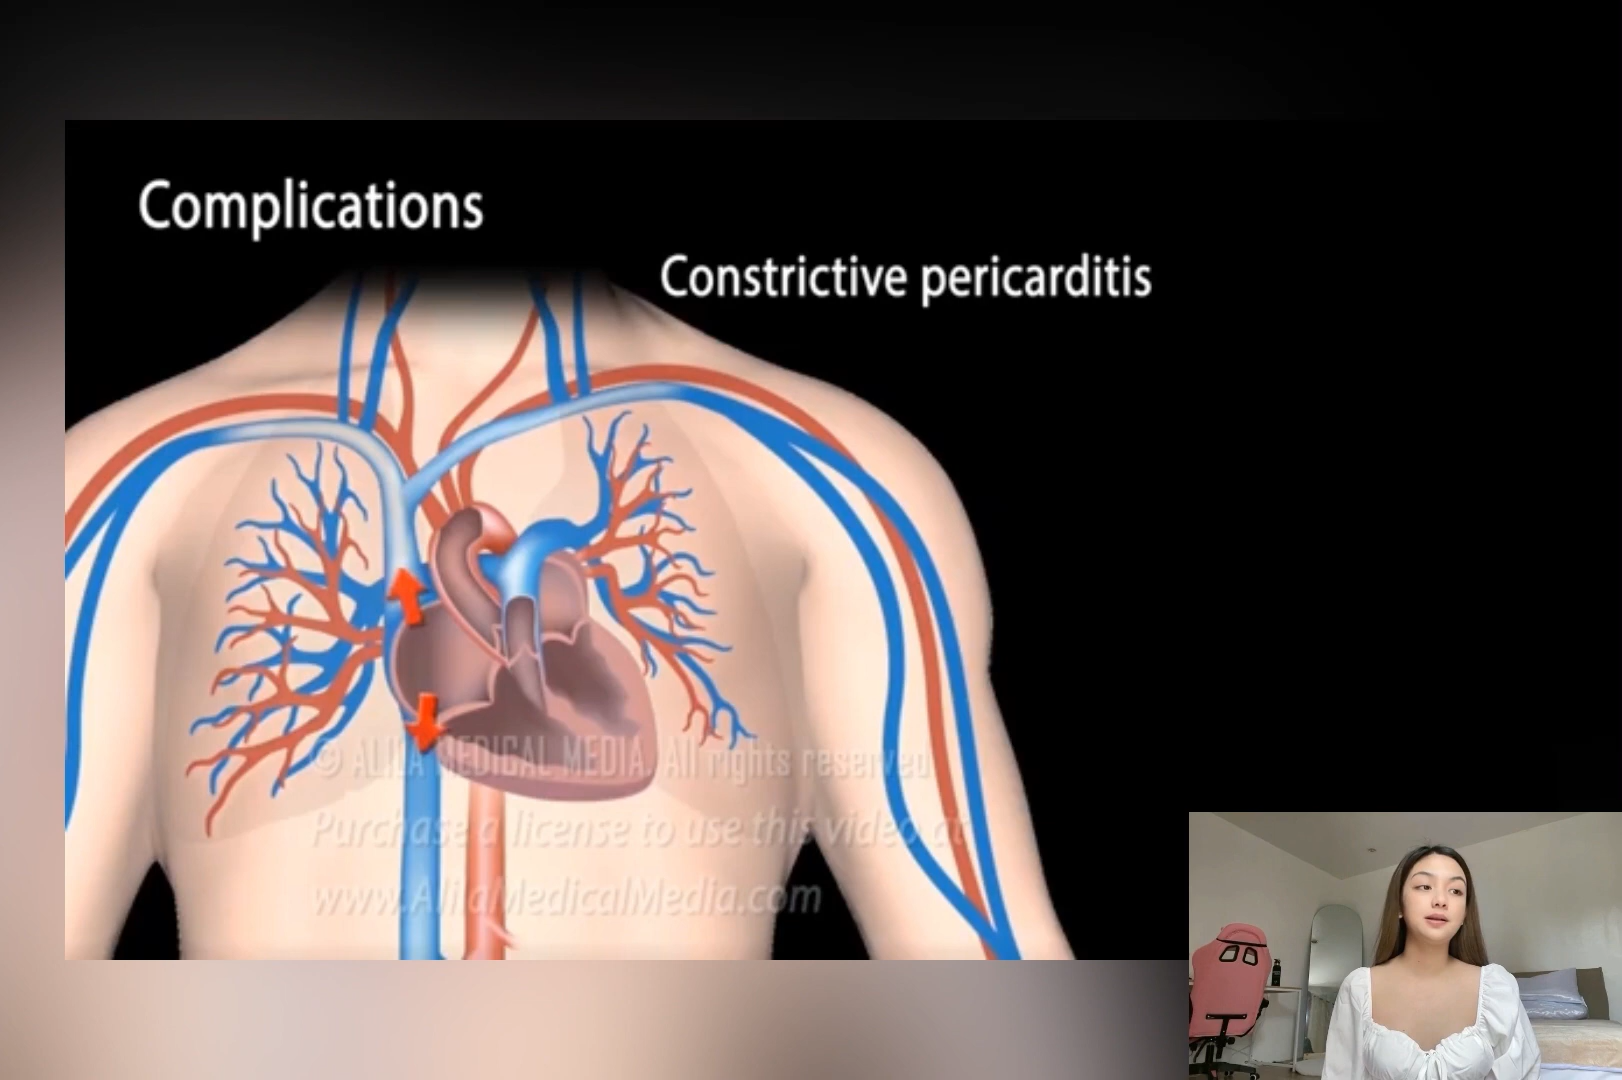 Complications
Constrictive pericarditis
© ALILA MEDICAL MEDIA. All rights reserved
Purchase a license to use this video at
www.AlilaMedicalMedia.com